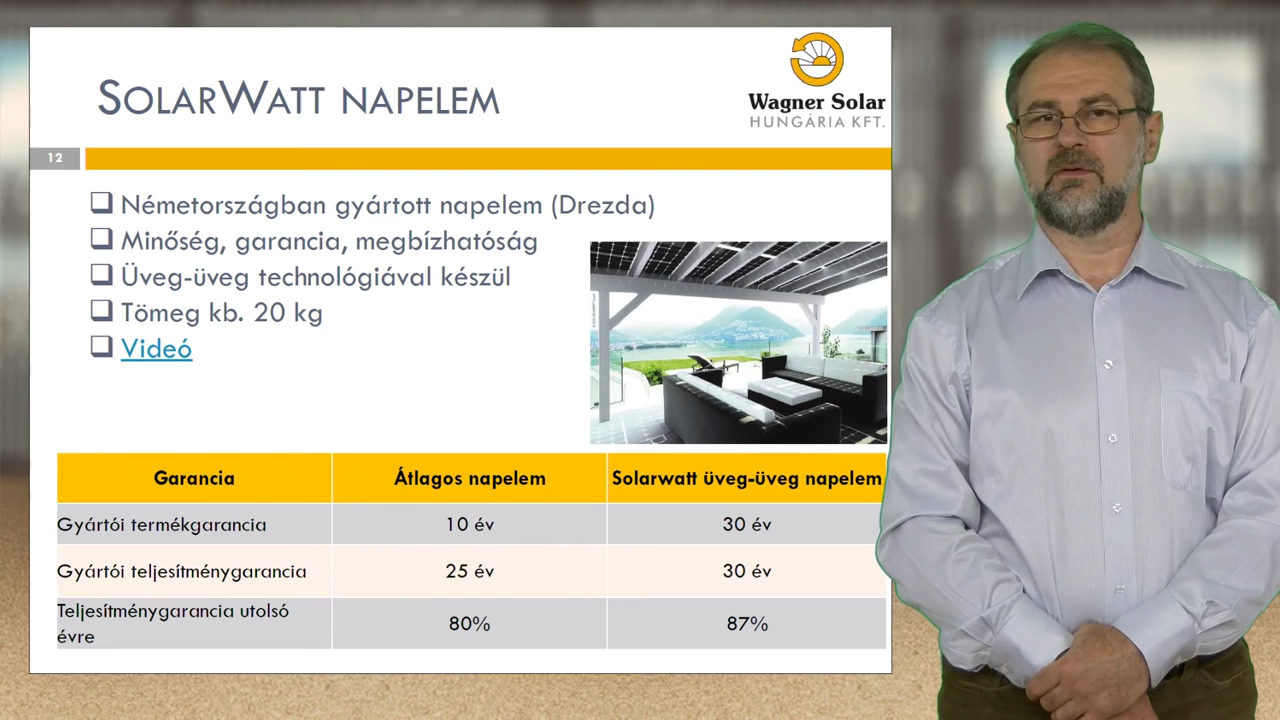 SolarWatt napelem
Wagner Solar
HUNGÁRIA KFT.
12
Németországban gyártott napelem (Drezda)
Minőség, garancia, megbízhatóság
Üveg-üveg technológiával készül
Tömeg kb. 20 kg
Videó
Garancia Átlagos napelem Solarwatt üveg-üveg napelem
Gyártói termékgarancia 10 év 30 év
Gyártói teljesítménygarancia 25 év 30 év
Teljesítménygarancia utolsó
évre 80% 87%